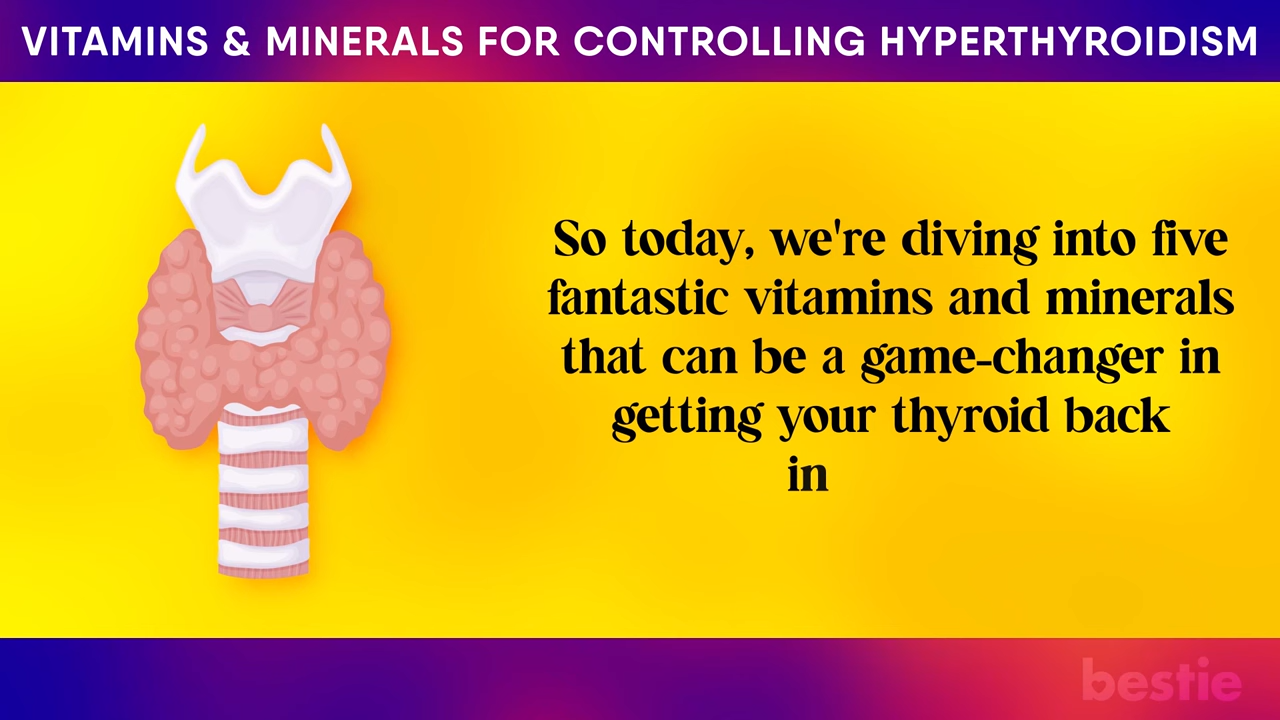 VITAMINS & MINERALS FOR CONTROLLING HYPERTHYROIDISM
So today, we're diving into five
fantastic vitamins and minerals
that can be a game-changer in
getting your thyroid back
in
bestie